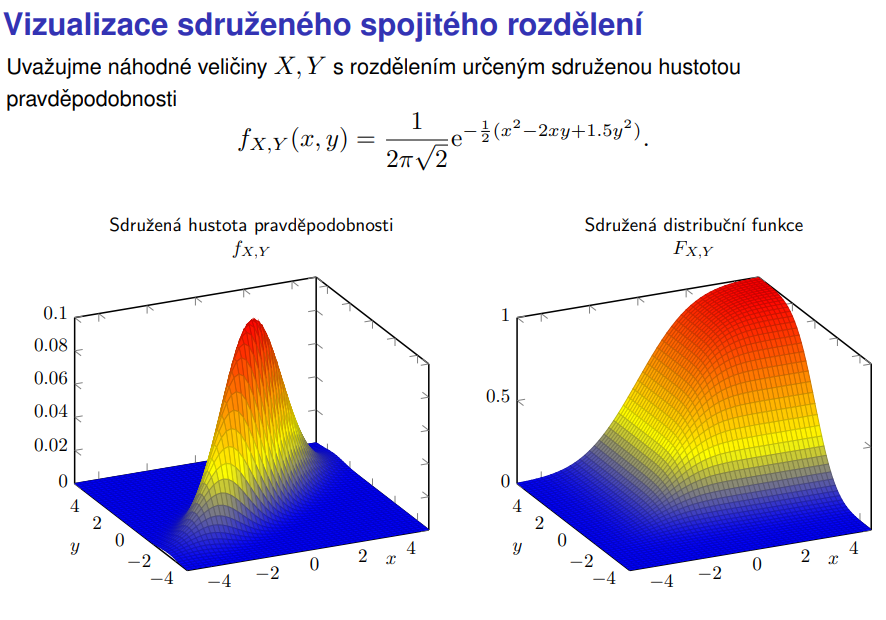 Vizualizace sdruženého spojitého rozdělení
Uvažujme náhodné veličiny X, Y s rozdělením určeným sdruženou hustotou
pravděpodobnosti
f_{X,Y}(x, y) = \frac{1}{2π√2} e^{-\frac{1}{2}(x^2−2xy+1.5y^2)}.
Sdružená hustota pravděpodobnosti
f_{X,Y}
0.1
0.08
0.06
0.04
0.02
0
4
2
0
−2
−4
y
−4
−2
0
2
4
x
Sdružená distribuční funkce
F_{X,Y}
1
0.5
0
4
2
0
−2
−4
y
−4
−2
0
2
4
x